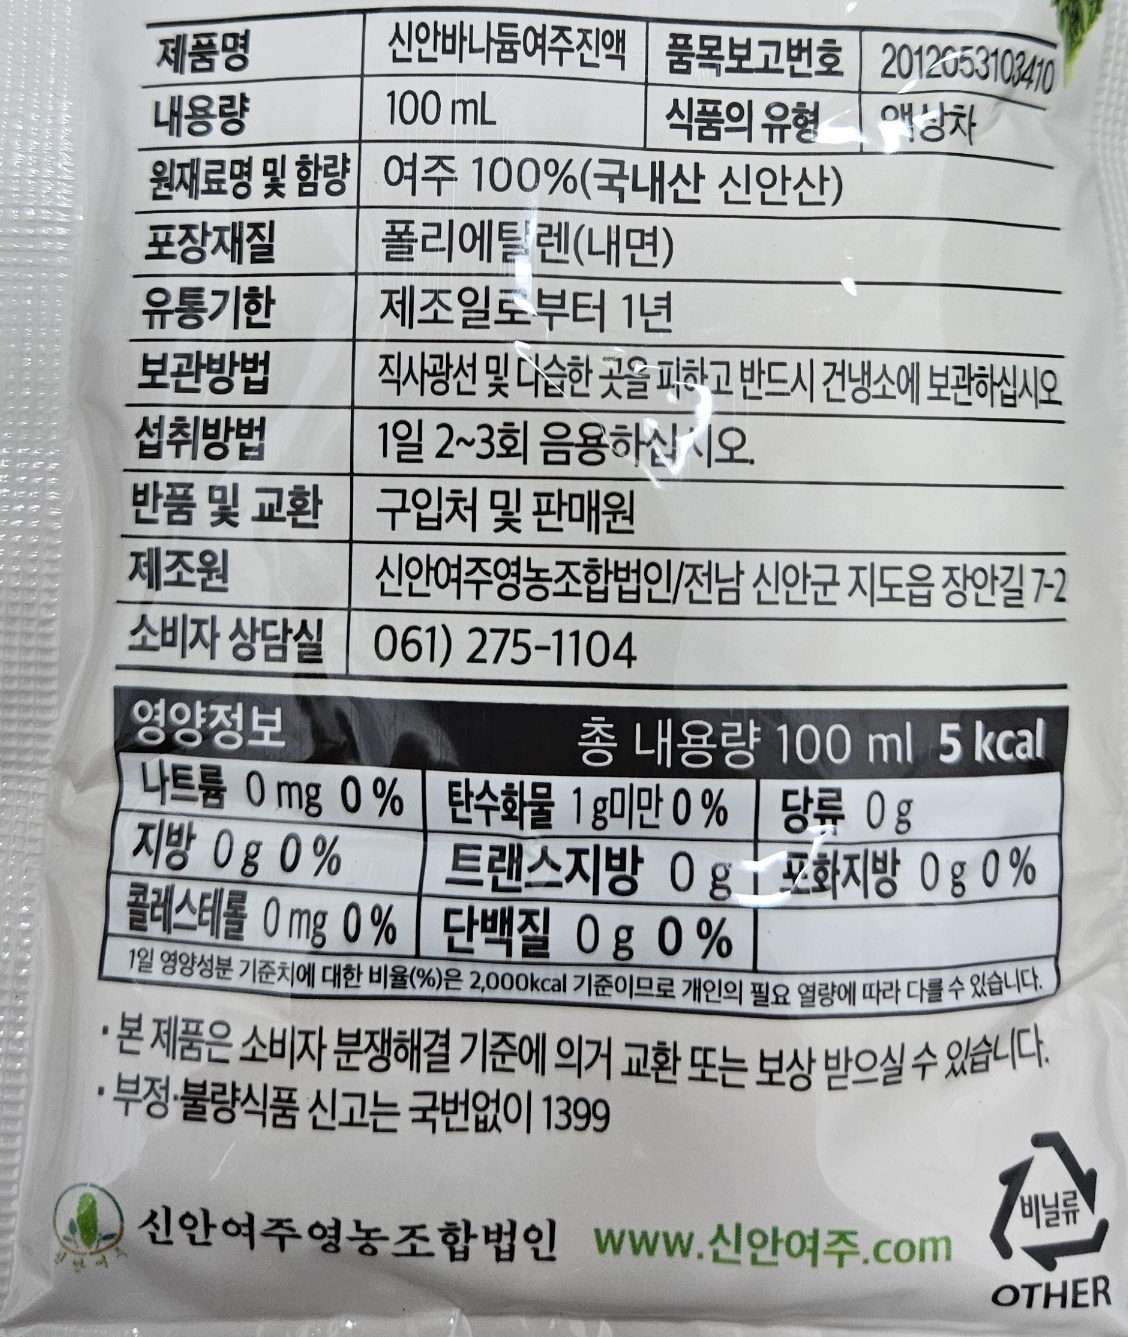 제품명 신안바나듐여주진액 품목보고번호 2012053103410
내용량 100 mL 식품의 유형 액상차
원재료명 및 함량 여주 100%(국내산 신안산)
포장재질 폴리에틸렌(내면)
유통기한 제조일로부터 1년
보관방법 직사광선 및 다습한 곳을 피하고 반드시 건냉소에 보관하십시오
섭취방법 1일 2~3회 음용하십시오.
반품 및 교환 구입처 및 판매원
제조원 신안여주영농조합법인/전남 신안군 지도읍 장안길 7-2
소비자 상담실 061) 275-1104
영양정보 총 내용량 100 ml 5 kcal
나트륨 0 mg 0 % 탄수화물 1 g미만 0 % 당류 0 g
지방 0 g 0 % 트랜스지방 0 g 포화지방 0 g 0 %
콜레스테롤 0 mg 0 % 단백질 0 g 0 %
1일 영양성분 기준치에 대한 비율(%)은 2,000kcal 기준이므로 개인의 필요 열량에 따라 다를 수 있습니다.
· 본 제품은 소비자 분쟁해결 기준에 의거 교환 또는 보상 받으실 수 있습니다.
· 부정·불량식품 신고는 국번없이 1399
비닐류
신안여주영농조합법인 www.신안여주.com
OTHER